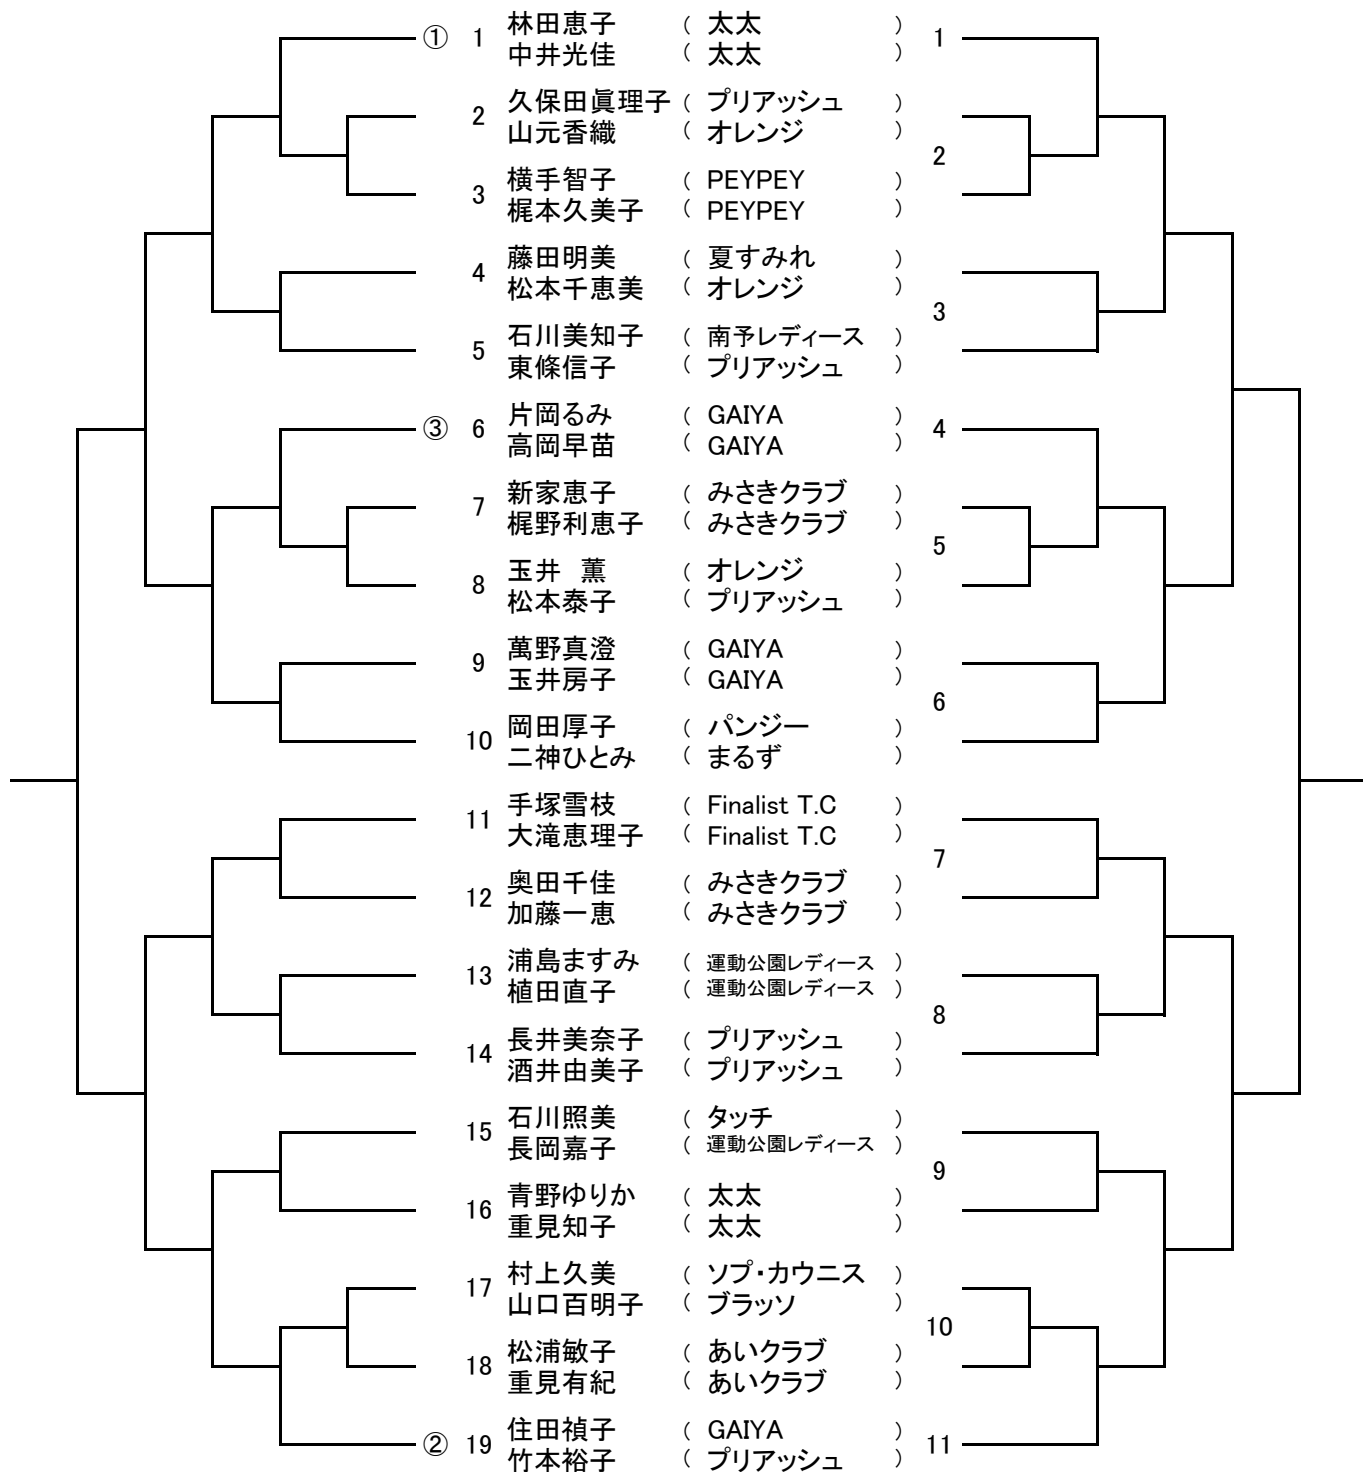 ① 1 林田恵子 ( 太太 ) 1
中井光佳 ( 太太 )
2 久保田眞理子 ( プリアッシュ )
山元香織 ( オレンジ )
2
3 横手智子 ( PEYPEY )
梶本久美子 ( PEYPEY )
4 藤田明美 ( 夏すみれ )
松本千恵美 ( オレンジ )
3
5 石川美知子 ( 南予レディース )
東條信子 ( プリアッシュ )
③ 6 片岡るみ ( GAIYA ) 4
高岡早苗 ( GAIYA )
7 新家恵子 ( みさきクラブ )
梶野利恵子 ( みさきクラブ )
5
8 玉井　薫 ( オレンジ )
松本泰子 ( プリアッシュ )
9 萬野真澄 ( GAIYA )
玉井房子 ( GAIYA )
6
10 岡田厚子 ( パンジー )
二神ひとみ ( まるず )
11 手塚雪枝 ( Finalist T.C )
大滝恵理子 ( Finalist T.C )
7
12 奥田千佳 ( みさきクラブ )
加藤一恵 ( みさきクラブ )
13 浦島ますみ ( 運動公園レディース )
植田直子 ( 運動公園レディース )
8
14 長井美奈子 ( プリアッシュ )
酒井由美子 ( プリアッシュ )
15 石川照美 ( タッチ )
長岡嘉子 ( 運動公園レディース )
9
16 青野ゆりか ( 太太 )
重見知子 ( 太太 )
17 村上久美 ( ソプ・カウニス )
山口百明子 ( ブラッソ )
10
18 松浦敏子 ( あいクラブ )
重見有紀 ( あいクラブ )
② 19 住田禎子 ( GAIYA ) 11
竹本裕子 ( プリアッシュ )